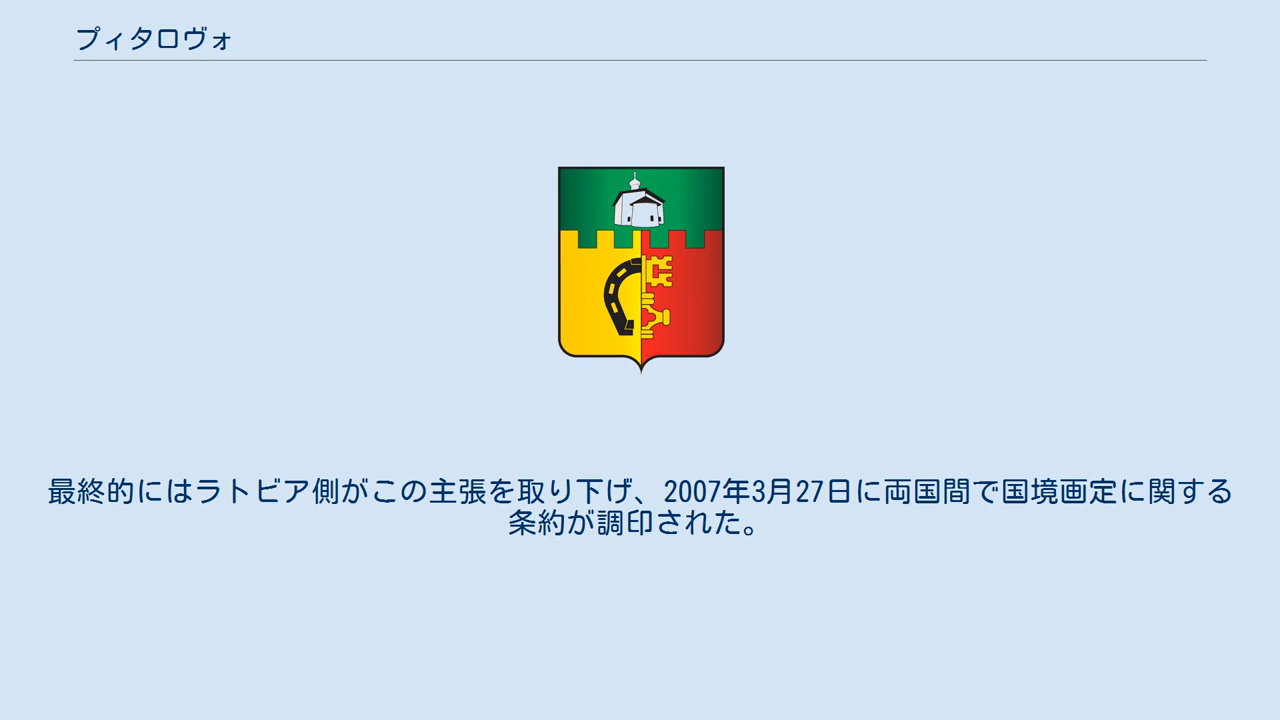 プィタロヴォ
最終的にはラトビア側がこの主張を取り下げ、2007年3月27日に両国間で国境画定に関する
条約が調印された。